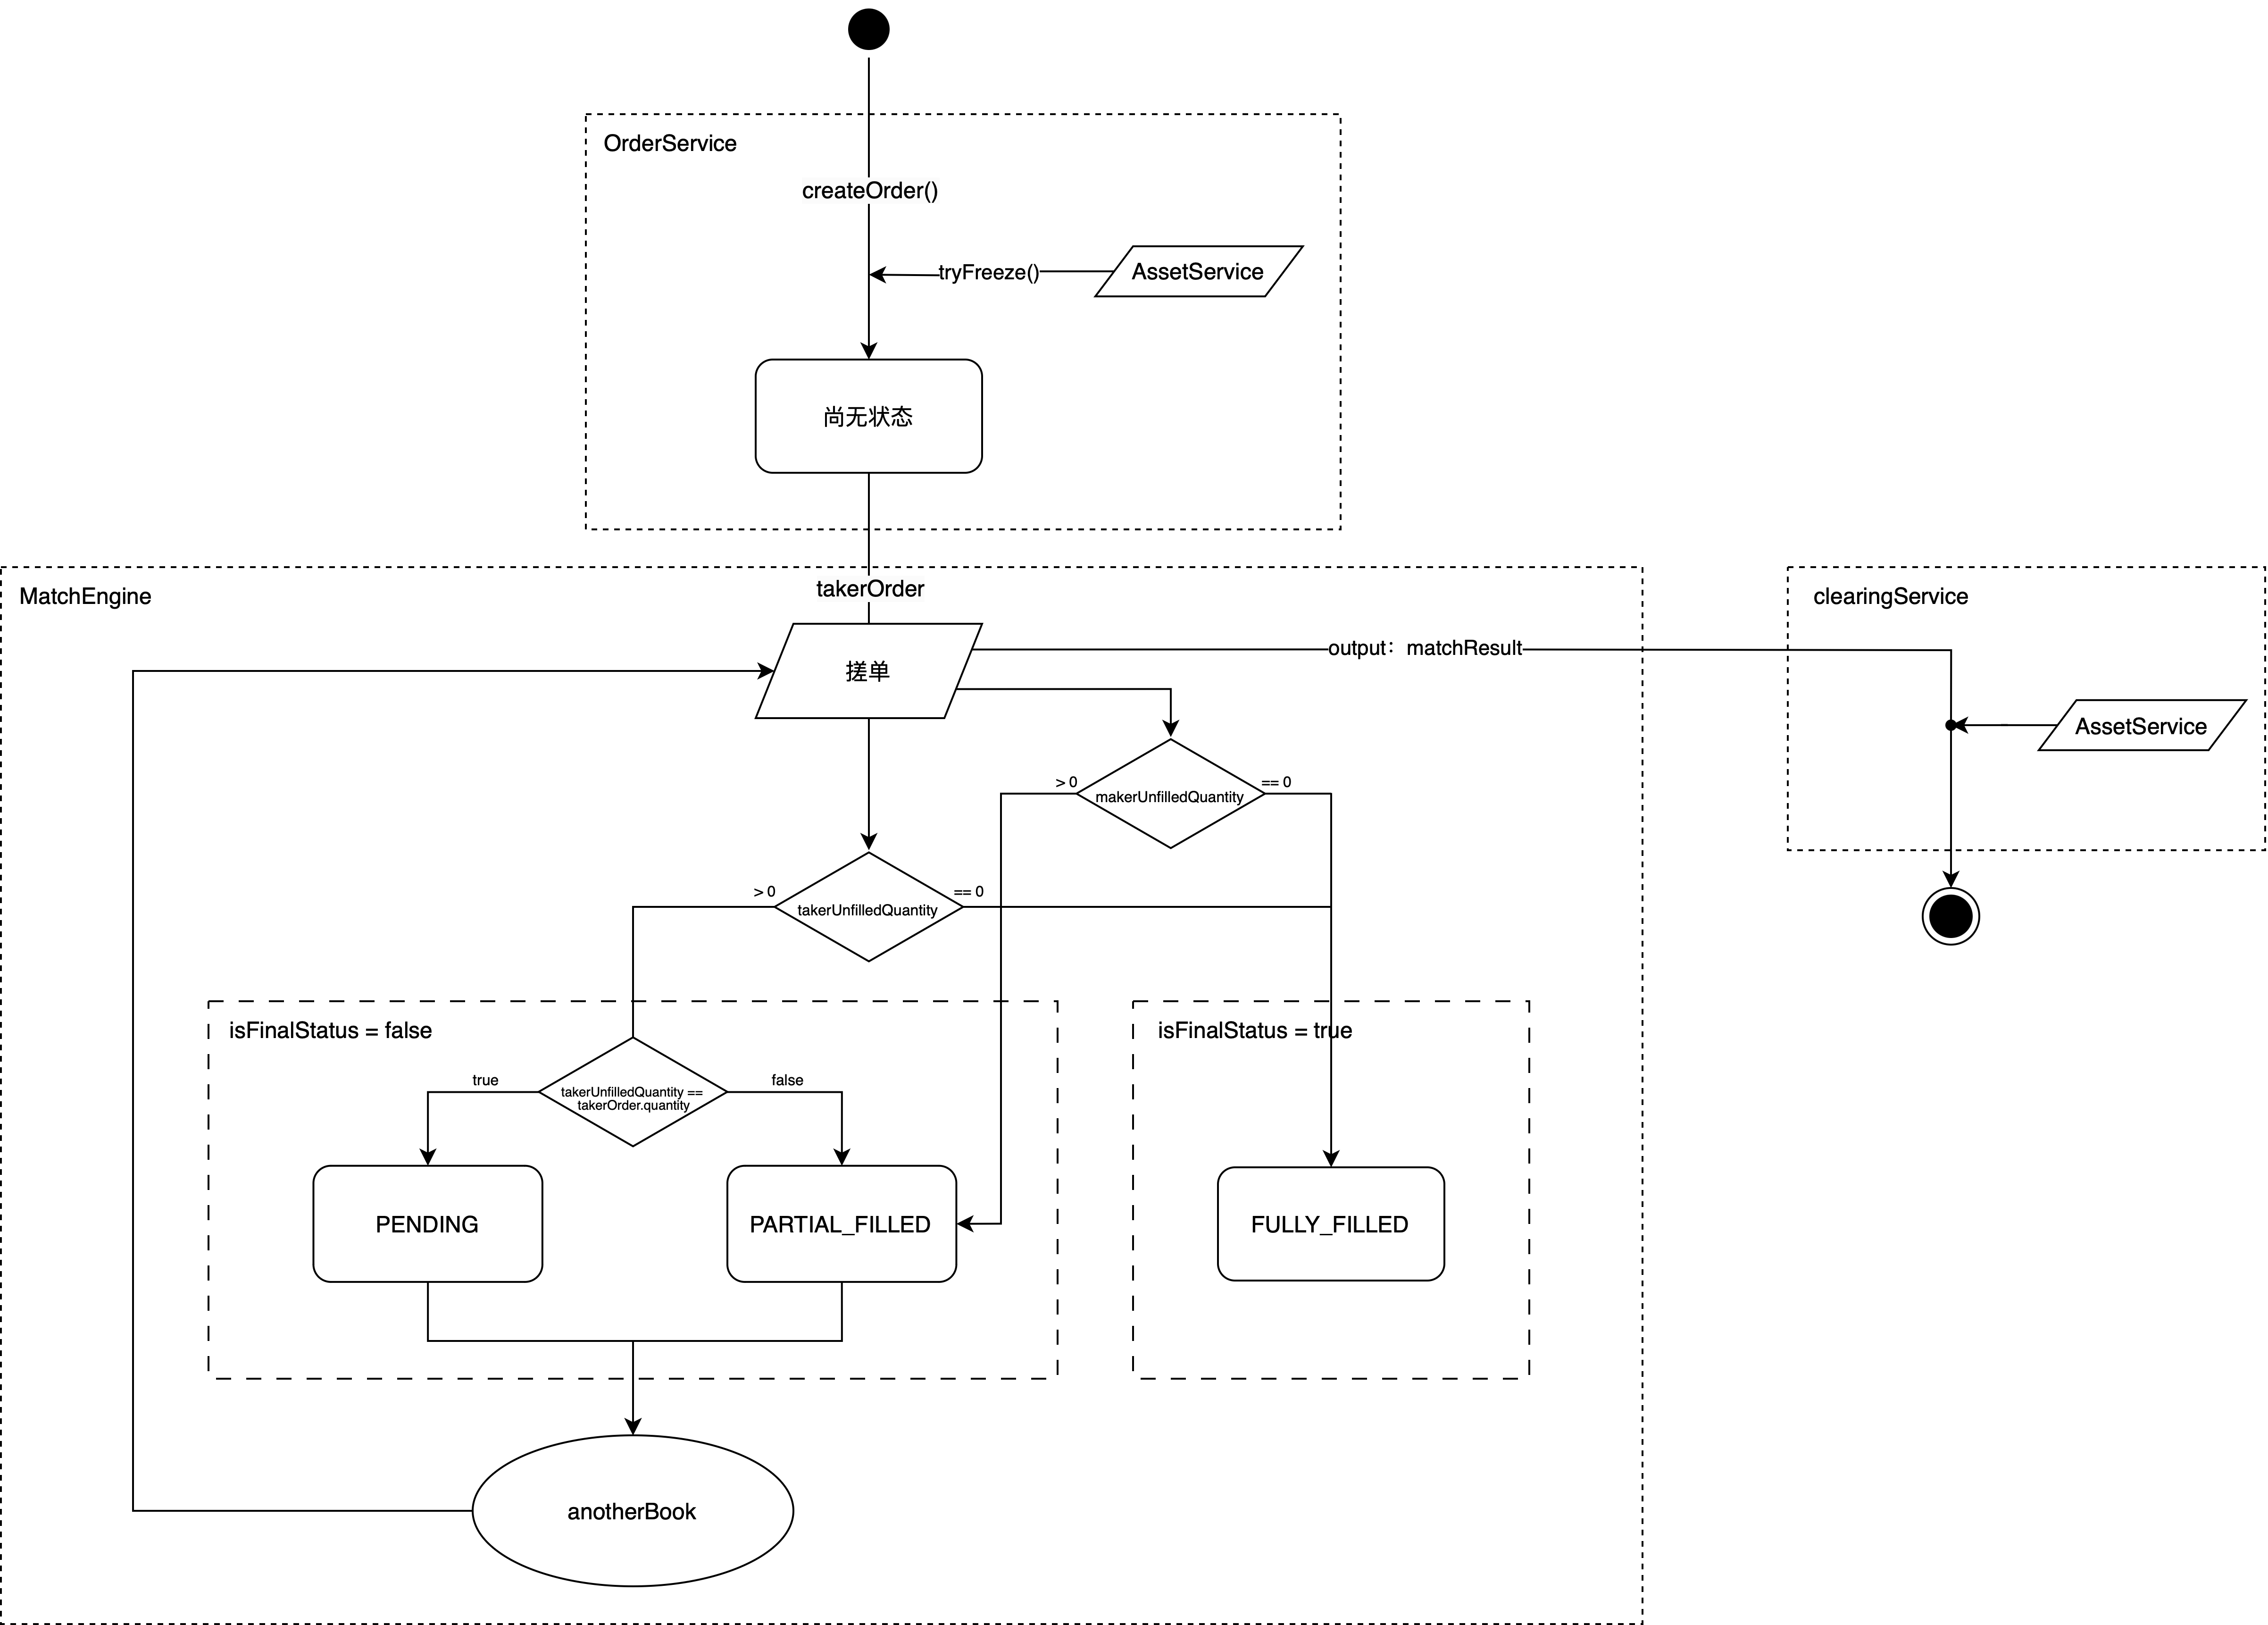 OrderService
createOrder()
tryFreeze()
AssetService
尚无状态
takerOrder
MatchEngine
clearingService
搓单
output：matchResult
AssetService
> 0
makerUnfilledQuantity
== 0
> 0
takerUnfilledQuantity
== 0
isFinalStatus = false
isFinalStatus = true
true
takerUnfilledQuantity ==
takerOrder.quantity
false
PENDING
PARTIAL_FILLED
FULLY_FILLED
anotherBook